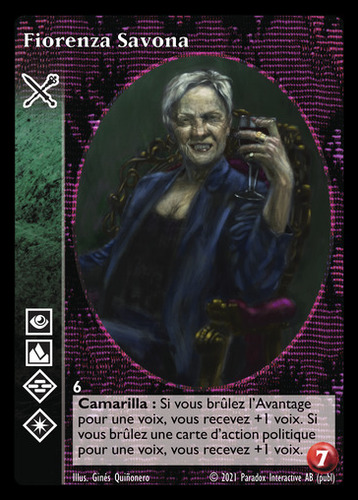 Fiorenza Savona
6
Camarilla : Si vous brûlez l'Avantage
pour une voix, vous recevez +1 voix. Si
vous brûlez une carte d'action politique
pour une voix, vous recevez +1 voix.
7
Illus. Ginés Quiñonero
© 2021 Paradox Interactive AB (publ)